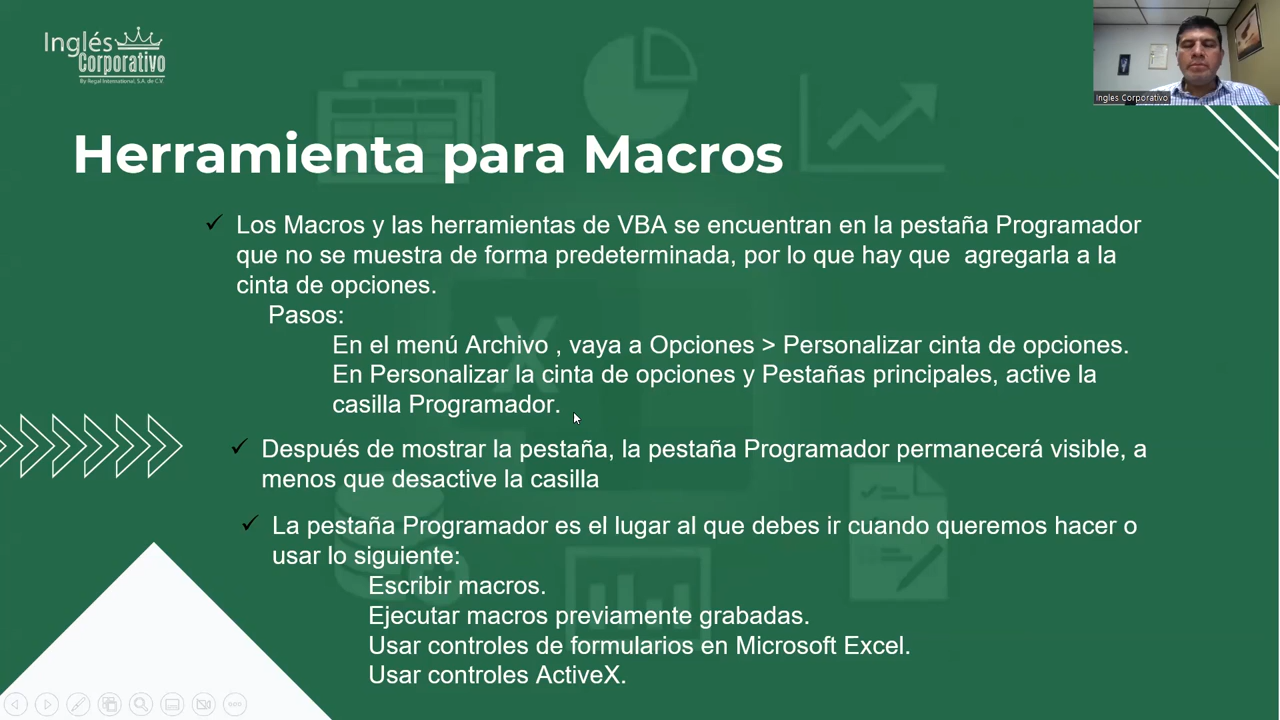 Inglés
Corporativo
By Regal International, S.A. de C.V.
Ingles Corporativo
Herramienta para Macros
Los Macros y las herramientas de VBA se encuentran en la pestaña Programador
que no se muestra de forma predeterminada, por lo que hay que agregarla a la
cinta de opciones.
Pasos:
En el menú Archivo , vaya a Opciones > Personalizar cinta de opciones.
En Personalizar la cinta de opciones y Pestañas principales, active la
casilla Programador.
Después de mostrar la pestaña, la pestaña Programador permanecerá visible, a
menos que desactive la casilla
La pestaña Programador es el lugar al que debes ir cuando queremos hacer o
usar lo siguiente:
Escribir macros.
Ejecutar macros previamente grabadas.
Usar controles de formularios en Microsoft Excel.
Usar controles ActiveX.